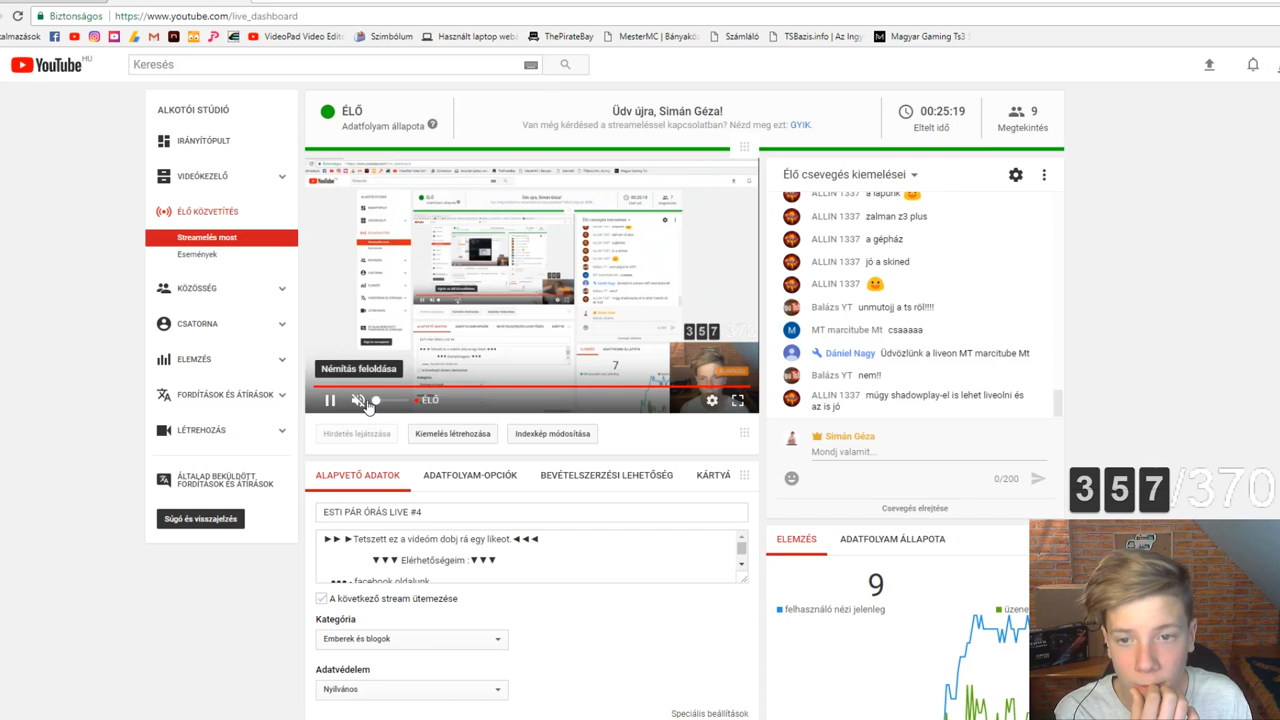 Biztonságos
https://www.youtube.com/live_dashboard
kalmazások
VideoPad Video Edit
Szimbólum
Használt laptop web
ThePirateBay
MesterMC | Bányák
Számláló
TSBazis.info | Az Ingy
Magyar Gaming Ts3
YouTube HU
Keresés
ALKOTÓI STÚDIÓ
IRÁNYÍTÓPULT
VIDEÓKEZELŐ
ÉLŐ KÖZVETÍTÉS
Streamelés most
Események
KÖZÖSSÉG
CSATORNA
ELEMZÉS
FORDÍTÁSOK ÉS ÁTÍRÁSOK
LÉTREHOZÁS
ÁLTALAD BEKÜLDÖTT
FORDÍTÁSOK ÉS ÁTÍRÁSOK
Súgó és visszajelzés
ÉLŐ
Adatfolyam állapota
Üdv újra, Simán Géza!
Van még kérdésed a streameléssel kapcsolatban? Nézd meg ezt: GYIK.
00:25:19
Eltelt idő
9
Megtekintés
357
7
Némítás feloldása
ÉLŐ
Hirdetés lejátszása
Kiemelés létrehozása
Indexkép módosítása
ALAPVETŐ ADATOK
ADATFOLYAM-OPCIÓK
BEVÉTELSZERZÉSI LEHETŐSÉG
KÁRTYÁ
ESTI PÁR ÓRÁS LIVE #4
►► ►Tetszett ez a videóm dobj rá egy likeot.◄◄◄
▼▼▼ Elérhetőségeim :▼▼▼
●●● - facebook oldalunk
A következő stream ütemezése
Kategória
Emberek és blogok
Adatvédelem
Nyilvános
Speciális beállítások
Élő csevegés kiemelései
ALLIN 1337 a lapunk
ALLIN 1337 zalman z3 plus
ALLIN 1337 a gépház
ALLIN 1337 jó a skined
ALLIN 1337
Balázs YT unmutojj a ts röl!!!!
MT marcitube Mt csaaaaa
Dániel Nagy Üdvözlünk a liveon MT marcitube Mt
Balázs YT nem!!
ALLIN 1337 múgy shadowplay-el is lehet liveolni és
az is jó
Simán Géza
Mondj valamit...
0/200
Csevegés elrejtése
357/370
ELEMZÉS
ADATFOLYAM ÁLLAPOTA
9
felhasználó nézi jelenleg
üzene